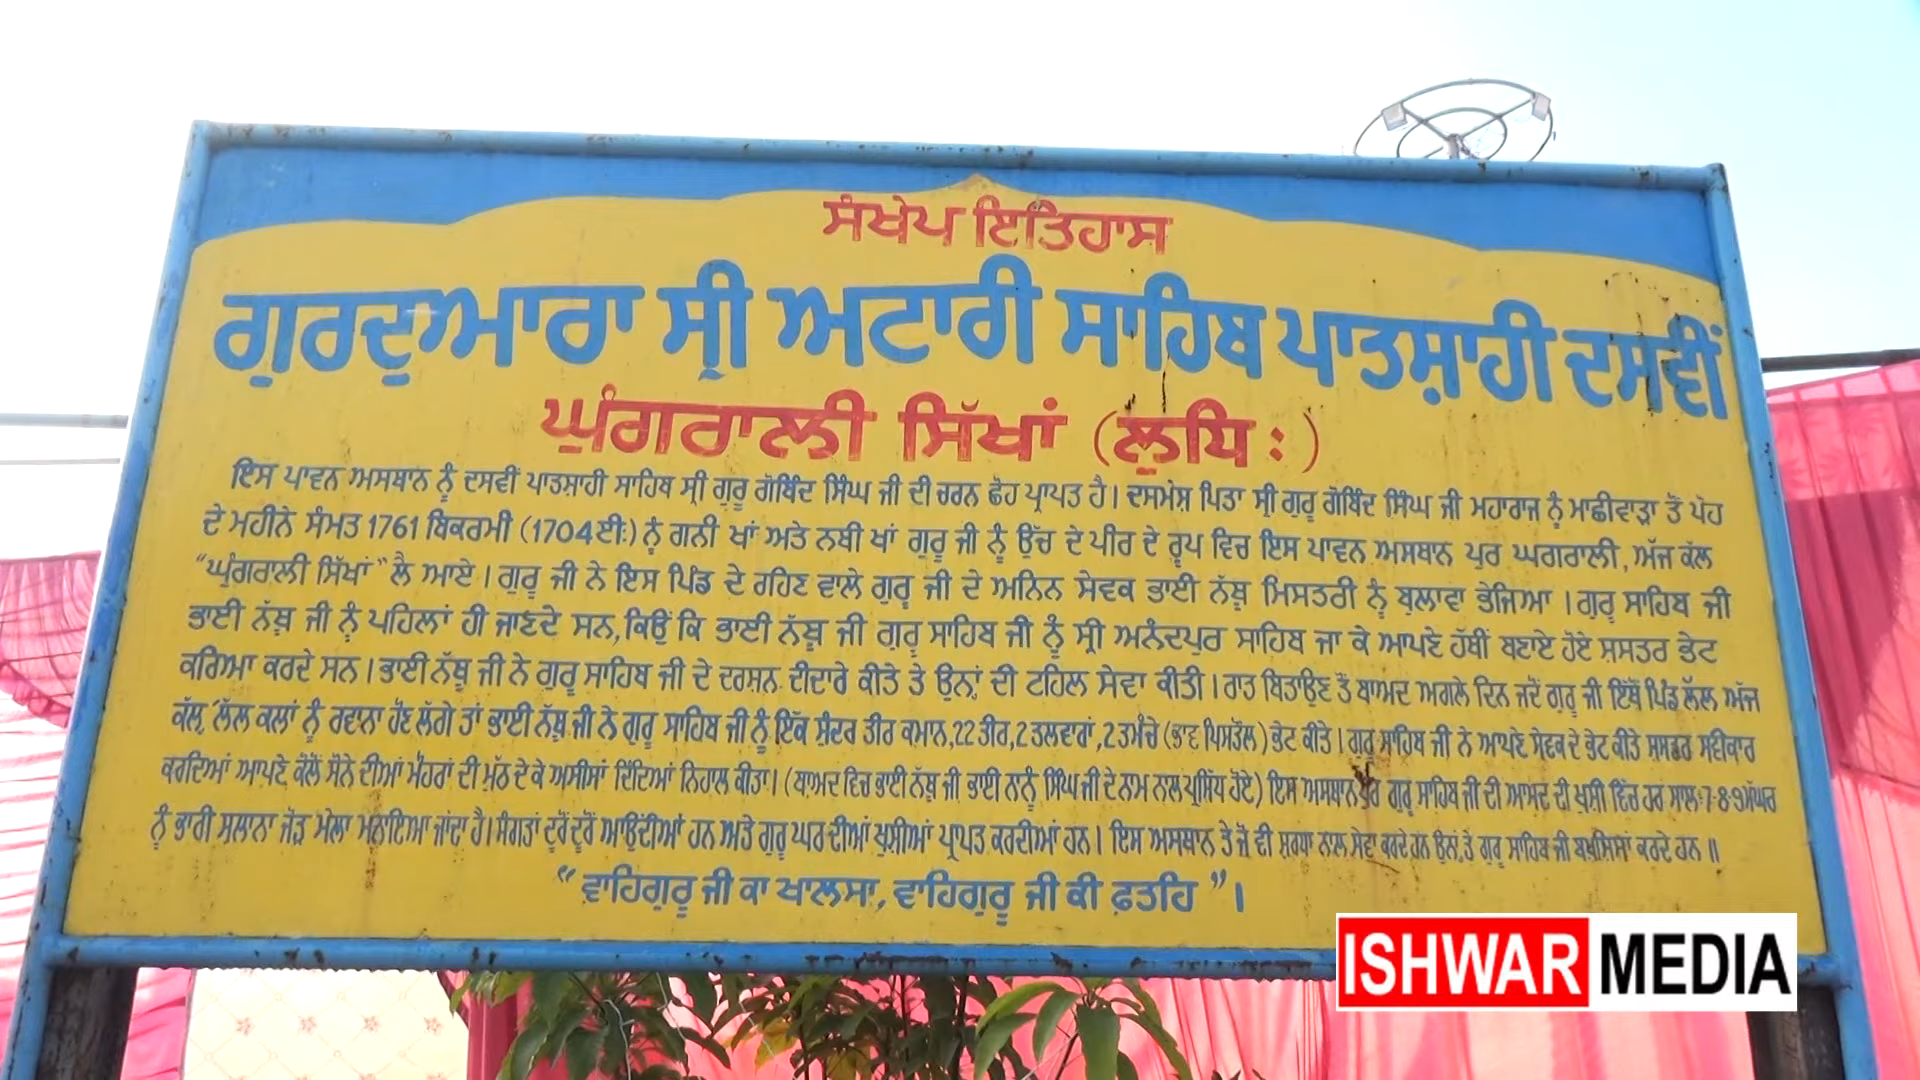 ਸੰਖੇਪ ਇਤਿਹਾਸ
ਗੁਰਦੁਆਰਾ ਸ੍ਰੀ ਅਟਾਰੀ ਸਾਹਿਬ ਪਾਤਸ਼ਾਹੀ ਦਸਵੀਂ
ਘੁੰਗਰਾਲੀ ਸਿੱਖਾਂ (ਲੁਧਿ:)
ਇਸ ਪਾਵਨ ਅਸਥਾਨ ਨੂੰ ਦਸਵੀਂ ਪਾਤਸ਼ਾਹੀ ਸਾਹਿਬ ਸ੍ਰੀ ਗੁਰੂ ਗੋਬਿੰਦ ਸਿੰਘ ਜੀ ਦੀ ਚਰਨ ਛੋਹ ਪ੍ਰਾਪਤ ਹੈ। ਦਸਮੇਸ਼ ਪਿਤਾ ਸ੍ਰੀ ਗੁਰੂ ਗੋਬਿੰਦ ਸਿੰਘ ਜੀ ਮਹਾਰਾਜ ਨੂੰ ਮਾਛੀਵਾੜਾ ਤੋਂ ਪੋਹ
ਦੇ ਮਹੀਨੇ ਸੰਮਤ 1761 ਬਿਕਰਮੀ (1704 ਈ:) ਨੂੰ ਗਨੀ ਖਾਂ ਅਤੇ ਨਬੀ ਖਾਂ ਗੁਰੂ ਜੀ ਨੂੰ ਉੱਚ ਦੇ ਪੀਰ ਦੇ ਰੂਪ ਵਿਚ ਇਸ ਪਾਵਨ ਅਸਥਾਨ ਪੁਰ ਘੁਗਰਾਲੀ, ਅੱਜ ਕੱਲ
“ਘੁੰਗਰਾਲੀ ਸਿੱਖਾਂ” ਲੈ ਆਏ। ਗੁਰੂ ਜੀ ਨੇ ਇਸ ਪਿੰਡ ਦੇ ਰਹਿਣ ਵਾਲੇ ਗੁਰੂ ਜੀ ਦੇ ਅਨਿਨ ਸੇਵਕ ਭਾਈ ਨੱਥੂ ਮਿਸਤਰੀ ਨੂੰ ਬੁਲਾਵਾ ਭੇਜਿਆ। ਗੁਰੂ ਸਾਹਿਬ ਜੀ
ਭਾਈ ਨੱਥੂ ਜੀ ਨੂੰ ਪਹਿਲਾਂ ਹੀ ਜਾਣਦੇ ਸਨ, ਕਿਉਂ ਕਿ ਭਾਈ ਨੱਥੂ ਜੀ ਗੁਰੂ ਸਾਹਿਬ ਜੀ ਨੂੰ ਸ੍ਰੀ ਅਨੰਦਪੁਰ ਸਾਹਿਬ ਜਾ ਕੇ ਆਪਣੇ ਹੱਥੀ ਬਣਾਏ ਹੋਏ ਸ਼ਸਤਰ ਭੇਟ
ਕਰਿਆ ਕਰਦੇ ਸਨ। ਭਾਈ ਨੱਥੂ ਜੀ ਨੇ ਗੁਰੂ ਸਾਹਿਬ ਜੀ ਦੇ ਦਰਸ਼ਨ ਦੀਦਾਰੇ ਕੀਤੇ ਤੇ ਉਨ੍ਹਾਂ ਦੀ ਟਹਿਲ ਸੇਵਾ ਕੀਤੀ। ਰਾਤ ਬਿਤਾਉਣ ਤੋਂ ਬਾਅਦ ਅਗਲੇ ਦਿਨ ਜਦੋਂ ਗੁਰੂ ਜੀ ਇੱਥੋਂ ਪਿੰਡ ਲੱਲ ਅੱਜ
ਕੱਲ੍ਹ ਲੱਲ ਕਲਾਂ ਨੂੰ ਰਵਾਨਾ ਹੋਣ ਲੱਗੇ ਤਾਂ ਭਾਈ ਨੱਥੂ ਜੀ ਨੇ ਗੁਰੂ ਸਾਹਿਬ ਜੀ ਨੂੰ ਇੱਕ ਸੁੰਦਰ ਤੀਰ ਕਮਾਨ, 22 ਤੀਰ, 2 ਤਲਵਾਰਾਂ, 2 ਤਮੰਚੇ (ਭਾਵ ਪਿਸਤੌਲ) ਭੇਟ ਕੀਤੇ। ਗੁਰੂ ਸਾਹਿਬ ਜੀ ਨੇ ਆਪਣੇ ਸੇਵਕ ਦੇ ਭੇਟ ਕੀਤੇ ਸ਼ਸਤਰ ਸਵੀਕਾਰ
ਕਰਦਿਆਂ ਆਪਣੇ ਕੋਲੋਂ ਸੋਨੇ ਦੀਆਂ ਮੋਹਰਾਂ ਦੀ ਮੁੱਠ ਦੇ ਕੇ ਅਸੀਸਾਂ ਦਿੰਦਿਆਂ ਨਿਹਾਲ ਕੀਤਾ। (ਬਾਅਦ ਵਿਚ ਭਾਈ ਨੱਥੂ ਜੀ ਭਾਈ ਨਾਨੂੰ ਸਿੰਘ ਜੀ ਦੇ ਨਾਮ ਨਾਲ ਪ੍ਰਸਿੱਧ ਹੋਏ) ਇਸ ਅਸਥਾਨ ਪਰ ਗੁਰੂ ਸਾਹਿਬ ਜੀ ਦੀ ਆਮਦ ਦੀ ਖੁਸ਼ੀ ਵਿੱਚ ਹਰ ਸਾਲ 7-8-9 ਮੱਘਰ
ਨੂੰ ਭਾਰੀ ਸਲਾਨਾ ਜੋੜ ਮੇਲਾ ਮਨਾਇਆ ਜਾਂਦਾ ਹੈ। ਸੰਗਤਾਂ ਦੂਰੋਂ ਦੂਰੋਂ ਆਉਂਦੀਆਂ ਹਨ ਅਤੇ ਗੁਰੂ ਘਰ ਦੀਆਂ ਖੁਸ਼ੀਆਂ ਪ੍ਰਾਪਤ ਕਰਦੀਆਂ ਹਨ। ਇਸ ਅਸਥਾਨ ਤੇ ਜੋ ਵੀ ਸ਼ਰਧਾ ਨਾਲ ਸੇਵਾ ਕਰਦੇ ਹਨ ਉਨਾਂ ਤੇ ਗੁਰੂ ਸਾਹਿਬ ਜੀ ਬਖਸ਼ਿਸ਼ਾਂ ਕਰਦੇ ਹਨ॥
“ਵਾਹਿਗੁਰੂ ਜੀ ਕਾ ਖਾਲਸਾ, ਵਾਹਿਗੁਰੂ ਜੀ ਕੀ ਫ਼ਤਹਿ”।
ISHWAR MEDIA